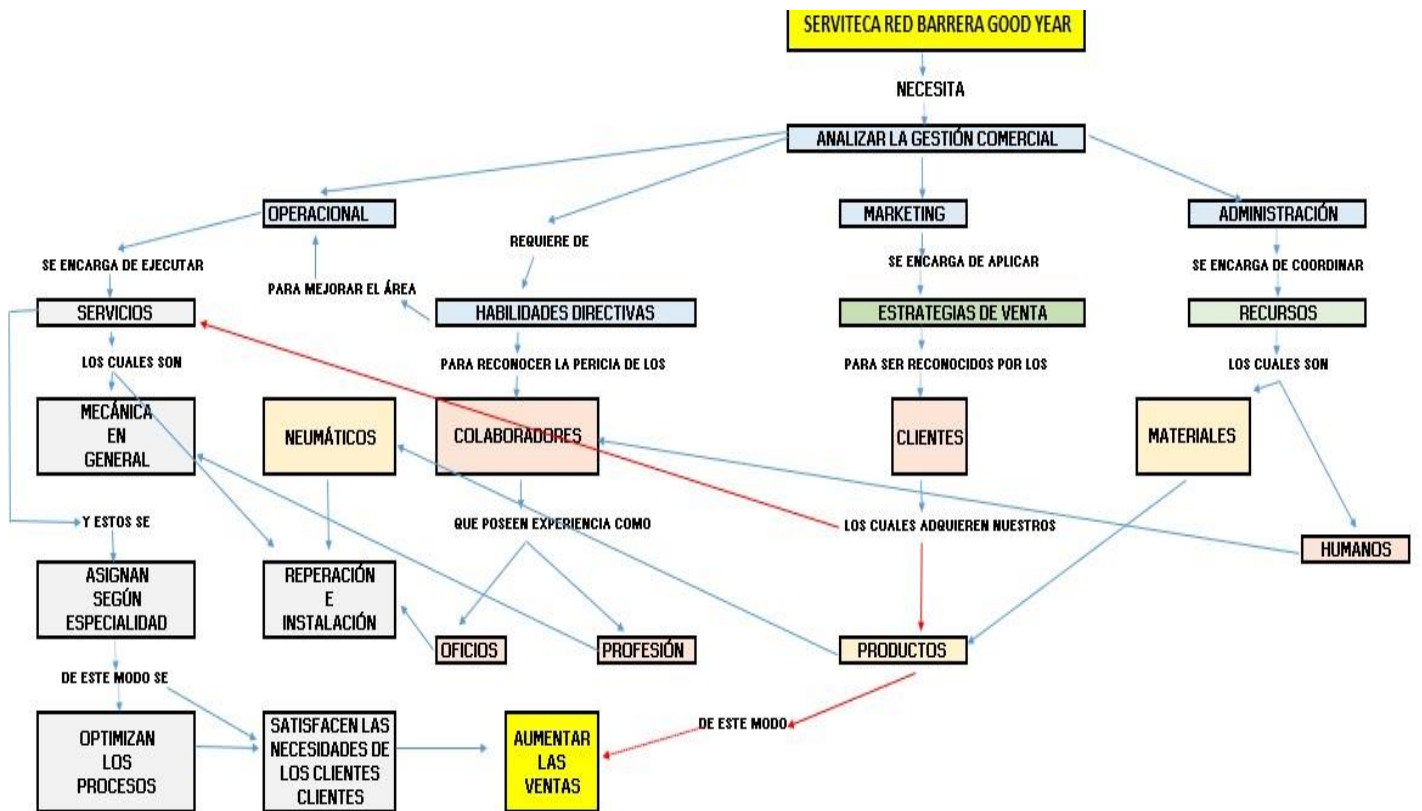 SERVITECA RED BARRERA GOOD YEAR
NECESITA
ANALIZAR LA GESTIÓN COMERCIAL
OPERACIONAL
MARKETING
ADMINISTRACIÓN
REQUIERE DE
SE ENCARGA DE EJECUTAR
SE ENCARGA DE APLICAR
SE ENCARGA DE COORDINAR
PARA MEJORAR EL ÁREA
SERVICIOS
HABILIDADES DIRECTIVAS
ESTRATEGIAS DE VENTA
RECURSOS
LOS CUALES SON
PARA RECONOCER LA PERICIA DE LOS
PARA SER RECONOCIDOS POR LOS
LOS CUALES SON
MECÁNICA
EN
GENERAL
NEUMÁTICOS
COLABORADORES
CLIENTES
MATERIALES
Y ESTOS SE
QUE POSEEN EXPERIENCIA COMO
LOS CUALES ADQUIEREN NUESTROS
HUMANOS
ASIGNAN
SEGÚN
ESPECIALIDAD
REPERACIÓN
E
INSTALACIÓN
OFICIOS
PROFESIÓN
PRODUCTOS
DE ESTE MODO SE
OPTIMIZAN
LOS
PROCESOS
SATISFACEN LAS
NECESIDADES DE
LOS CLIENTES
CLIENTES
AUMENTAR
LAS
VENTAS
DE ESTE MODO